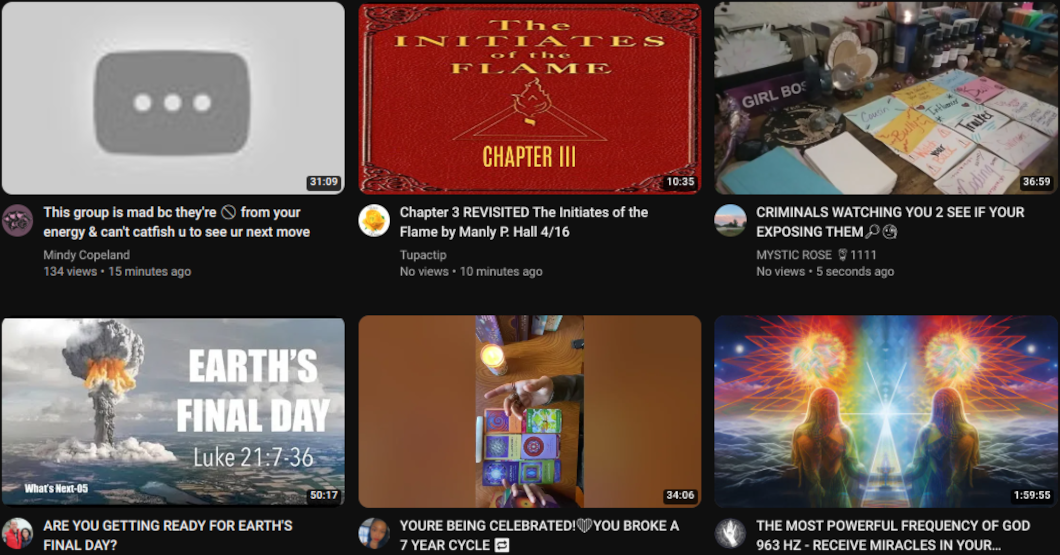 31:09
This group is mad bc they're 🚫 from your
energy & can't catfish u to see ur next move
Mindy Copeland
134 views • 15 minutes ago
The
INITIATES
of the
FLAME
CHAPTER III
10:35
Chapter 3 REVISITED The Initiates of the
Flame by Manly P. Hall 4/16
Tupactip
No views • 10 minutes ago
GIRL BOS
Tracker
your
36:59
CRIMINALS WATCHING YOU 2 SEE IF YOUR
EXPOSING THEM🔎🧐
MYSTIC ROSE 🌹1111
No views • 5 seconds ago
EARTH'S
FINAL DAY
Luke 21:7-36
What's Next-05
50:17
ARE YOU GETTING READY FOR EARTH'S
FINAL DAY?
34:06
YOURE BEING CELEBRATED!🩶YOU BROKE A
7 YEAR CYCLE 🔁
1:59:55
THE MOST POWERFUL FREQUENCY OF GOD
963 HZ - RECEIVE MIRACLES IN YOUR...